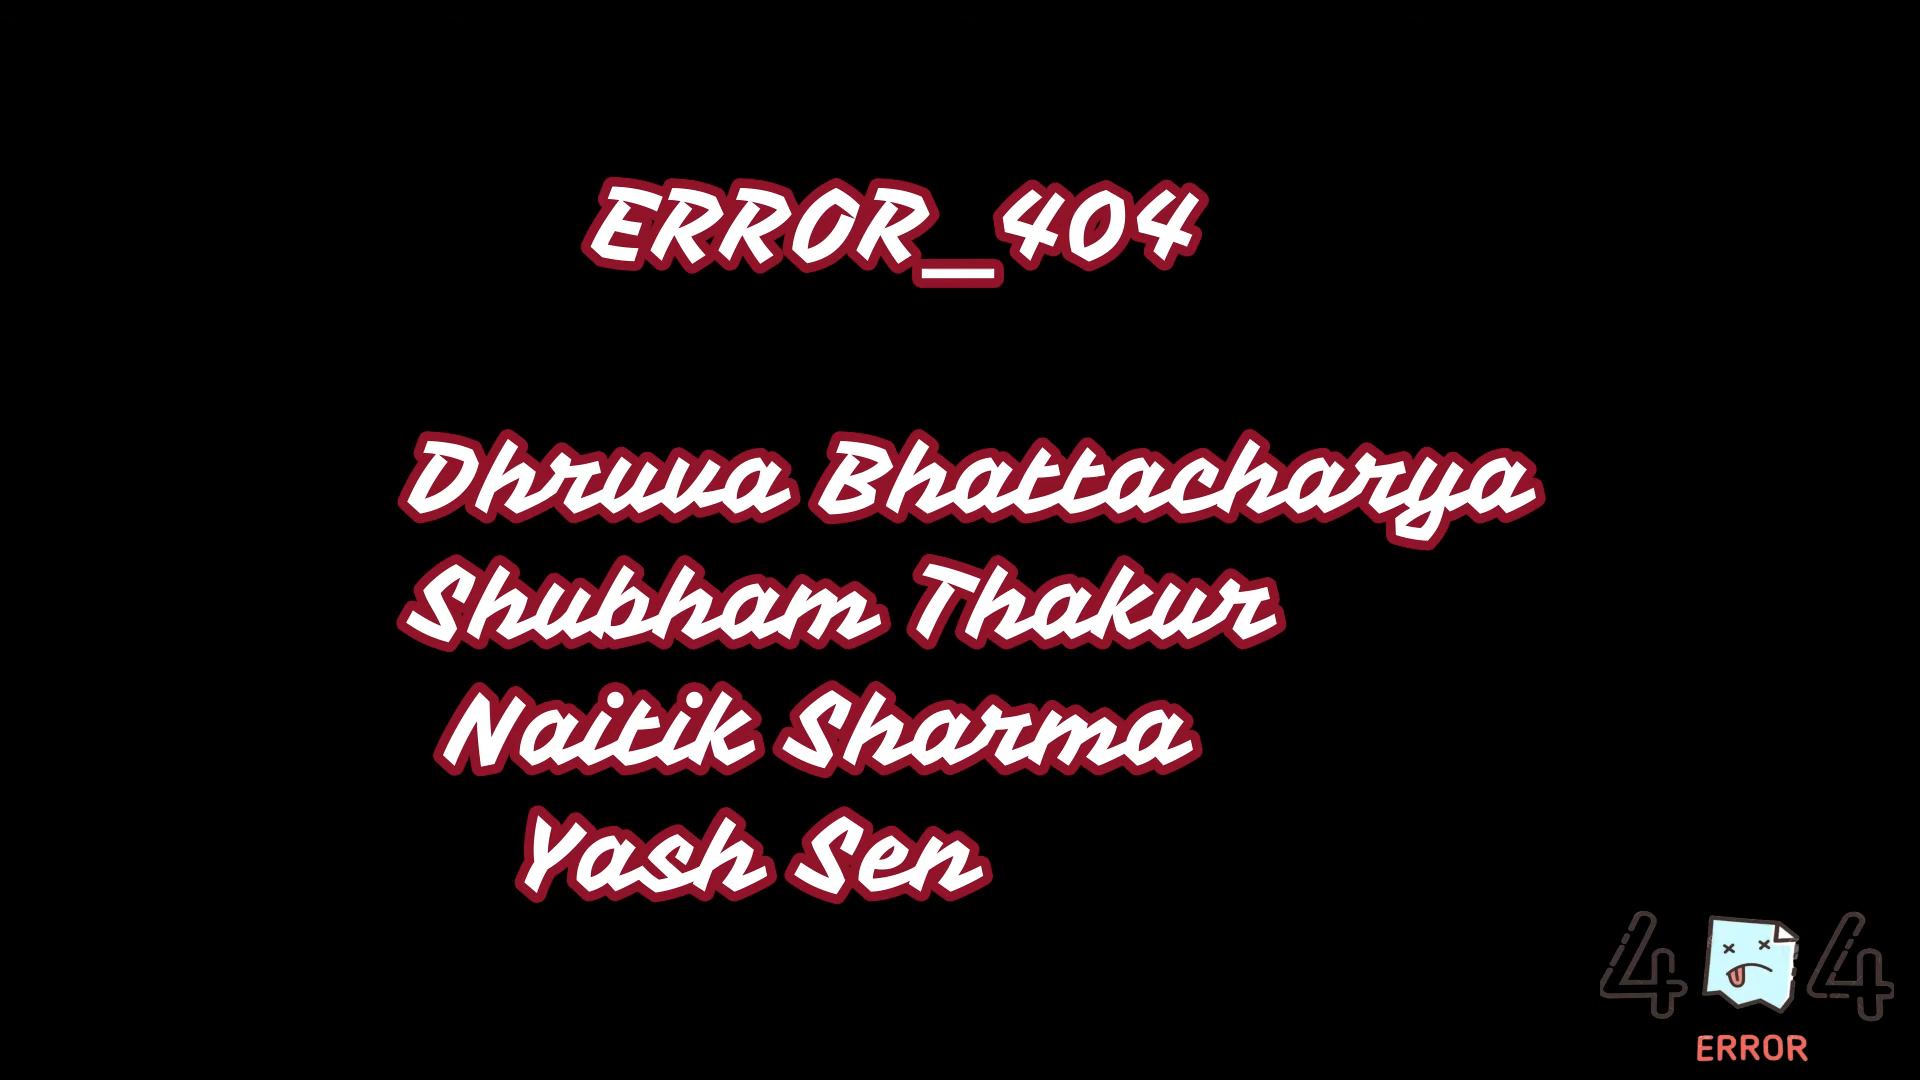 ERROR_404
Dhruva Bhattacharya
Shubham Thakur
Naitik Sharma
Yash Sen
4 4
ERROR